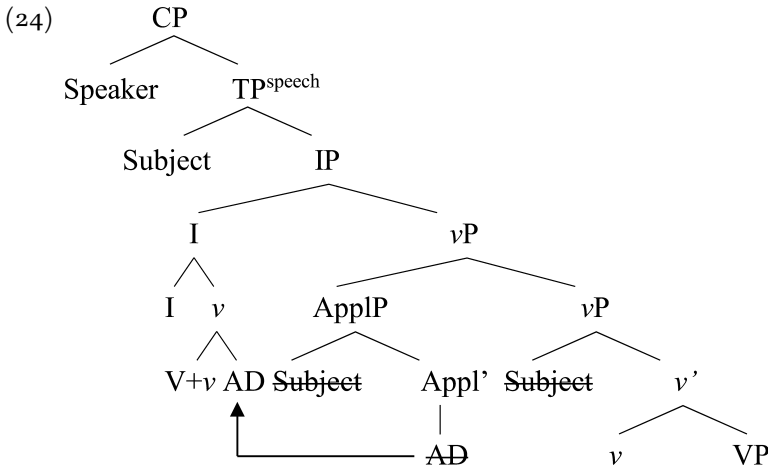 (24) CP
Speaker TPspeech
Subject IP
I vP
I v ApplP vP
V+v AD Subject Appl’ Subject v’
AD v VP